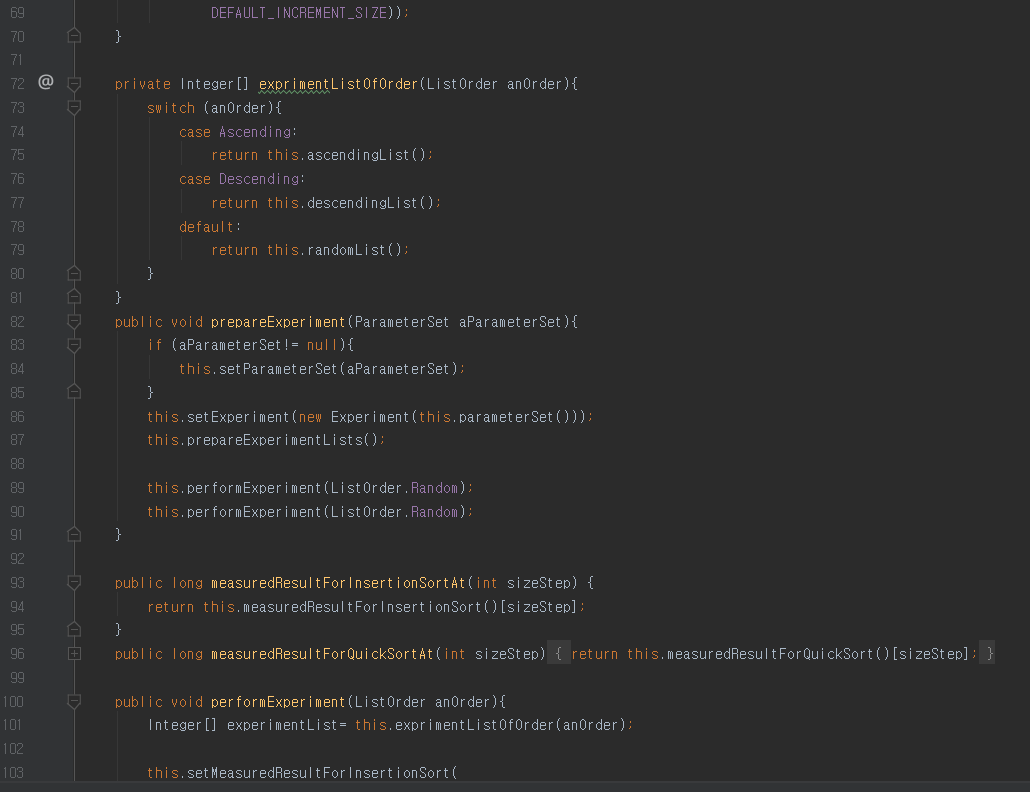 69 DEFAULT_INCREMENT_SIZE));
70 }
71
72 @ private Integer[] exprimentListOfOrder(ListOrder anOrder){
73 switch (anOrder){
74 case Ascending:
75 return this.ascendingList();
76 case Descending:
77 return this.descendingList();
78 default:
79 return this.randomList();
80 }
81 }
82 public void prepareExperiment(ParameterSet aParameterSet){
83 if (aParameterSet!= null){
84 this.setParameterSet(aParameterSet);
85 }
86 this.setExperiment(new Experiment(this.parameterSet()));
87 this.prepareExperimentLists();
88
89 this.performExperiment(ListOrder.Random);
90 this.performExperiment(ListOrder.Random);
91 }
92
93 public long measuredResultForInsertionSortAt(int sizeStep) {
94 return this.measuredResultForInsertionSort()[sizeStep];
95 }
96 public long measuredResultForQuickSortAt(int sizeStep) { return this.measuredResultForQuickSort()[sizeStep]; }
99
100 public void performExperiment(ListOrder anOrder){
101 Integer[] experimentList= this.exprimentListOfOrder(anOrder);
102
103 this.setMeasuredResultForInsertionSort(